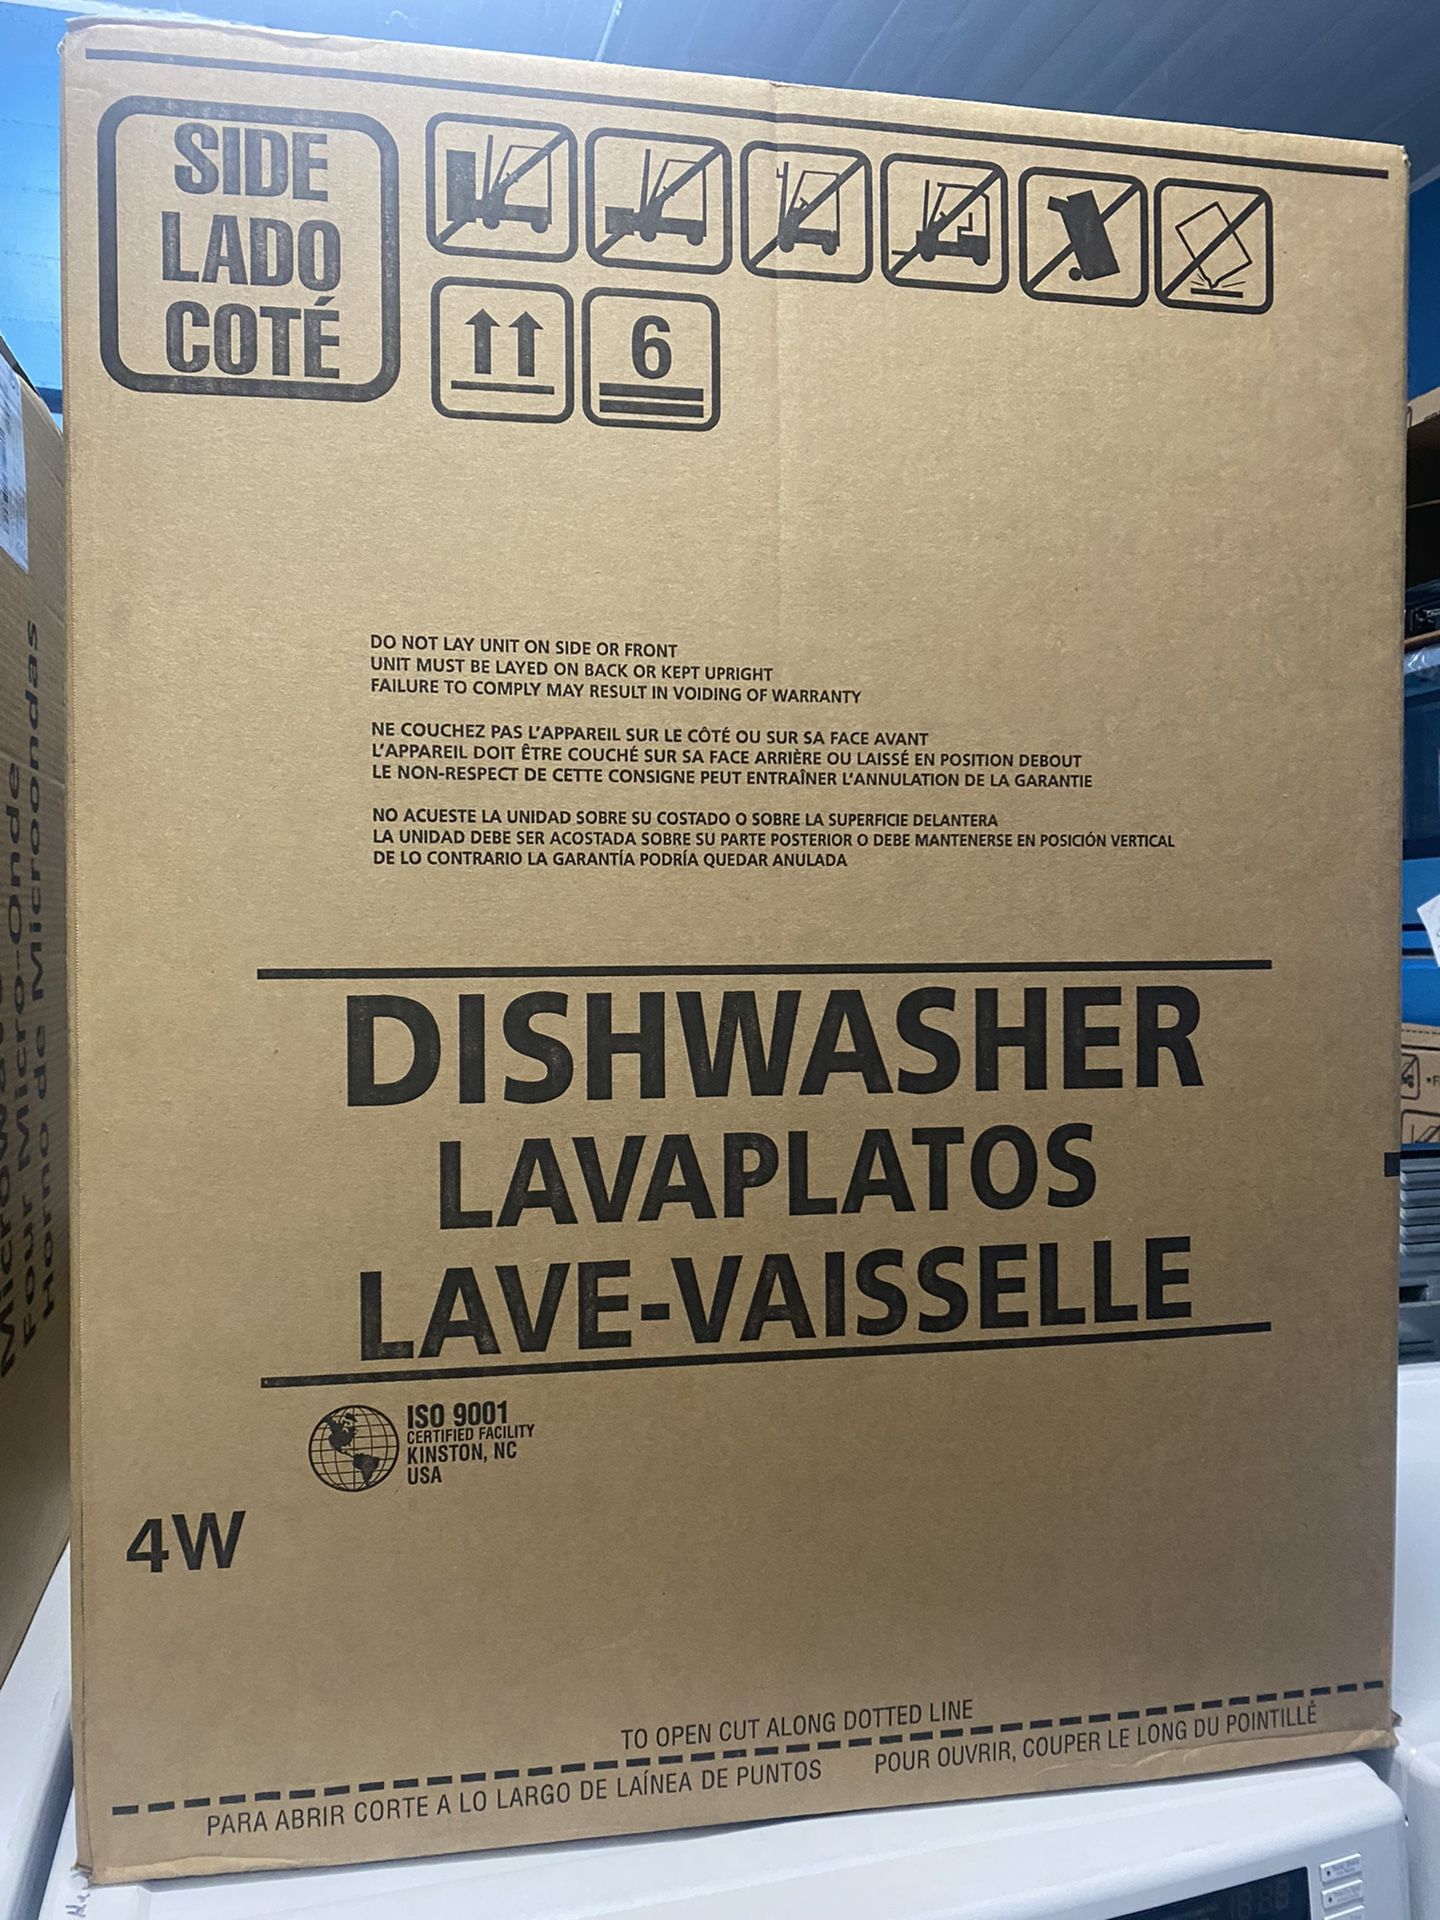 SIDE
LADO
COTÉ
6
DO NOT LAY UNIT ON SIDE OR FRONT
UNIT MUST BE LAYED ON BACK OR KEPT UPRIGHT
FAILURE TO COMPLY MAY RESULT IN VOIDING OF WARRANTY
NE COUCHEZ PAS L'APPAREIL SUR LE CÔTÉ OU SUR SA FACE AVANT
L'APPAREIL DOIT ÊTRE COUCHÉ SUR SA FACE ARRIÈRE OU LAISSÉ EN POSITION DEBOUT
LE NON-RESPECT DE CETTE CONSIGNE PEUT ENTRAÎNER L'ANNULATION DE LA GARANTIE
NO ACUESTE LA UNIDAD SOBRE SU COSTADO O SOBRE LA SUPERFICIE DELANTERA
LA UNIDAD DEBE SER ACOSTADA SOBRE SU PARTE POSTERIOR O DEBE MANTENERSE EN POSICIÓN VERTICAL
DE LO CONTRARIO LA GARANTÍA PODRÍA QUEDAR ANULADA
DISHWASHER
LAVAPLATOS
LAVE-VAISSELLE
ISO 9001
CERTIFIED FACILITY
KINSTON, NC
USA
4W
TO OPEN CUT ALONG DOTTED LINE
PARA ABRIR CORTE A LO LARGO DE LAÍNEA DE PUNTOS
POUR OUVRIR, COUPER LE LONG DU POINTILLÉ
Four Micro-Onde
Horno de Microondas